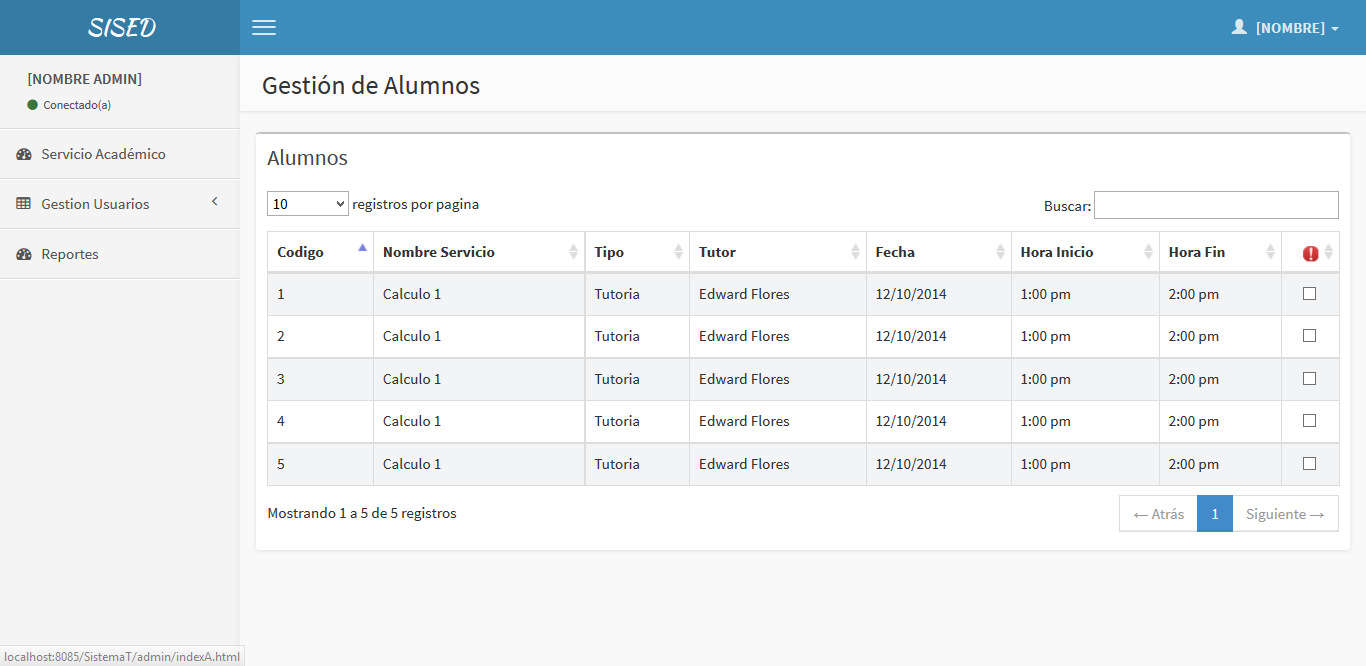 SISED
[NOMBRE]
[NOMBRE ADMIN]
Conectado(a)
Servicio Académico
Gestion Usuarios
Reportes
Gestión de Alumnos
Alumnos
10 registros por pagina
Buscar:
Codigo Nombre Servicio Tipo Tutor Fecha Hora Inicio Hora Fin
1 Calculo 1 Tutoria Edward Flores 12/10/2014 1:00 pm 2:00 pm
2 Calculo 1 Tutoria Edward Flores 12/10/2014 1:00 pm 2:00 pm
3 Calculo 1 Tutoria Edward Flores 12/10/2014 1:00 pm 2:00 pm
4 Calculo 1 Tutoria Edward Flores 12/10/2014 1:00 pm 2:00 pm
5 Calculo 1 Tutoria Edward Flores 12/10/2014 1:00 pm 2:00 pm
Mostrando 1 a 5 de 5 registros
← Atrás 1 Siguiente →
localhost:8085/SistemaT/admin/indexA.html